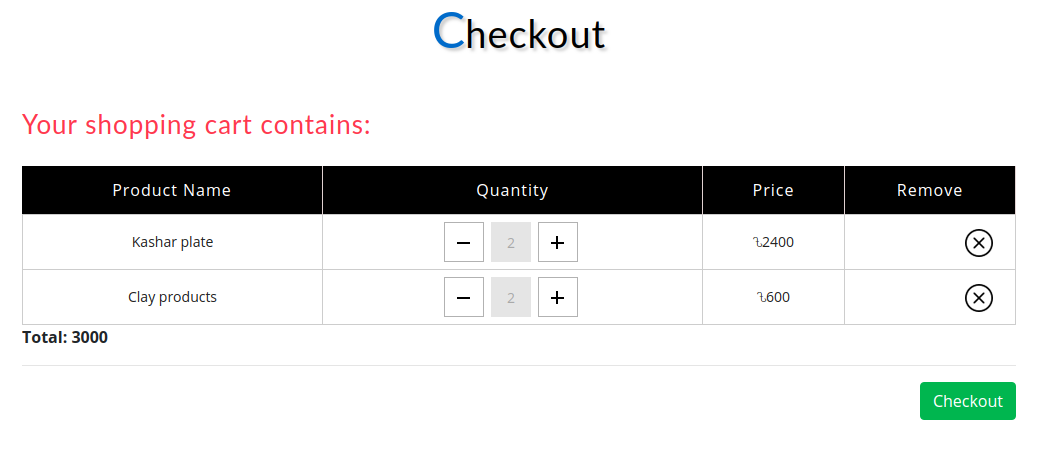 Checkout
Your shopping cart contains:
Product Name Quantity Price Remove
Kashar plate − 2 + ৲2400
Clay products − 2 + ৲600
Total: 3000
Checkout